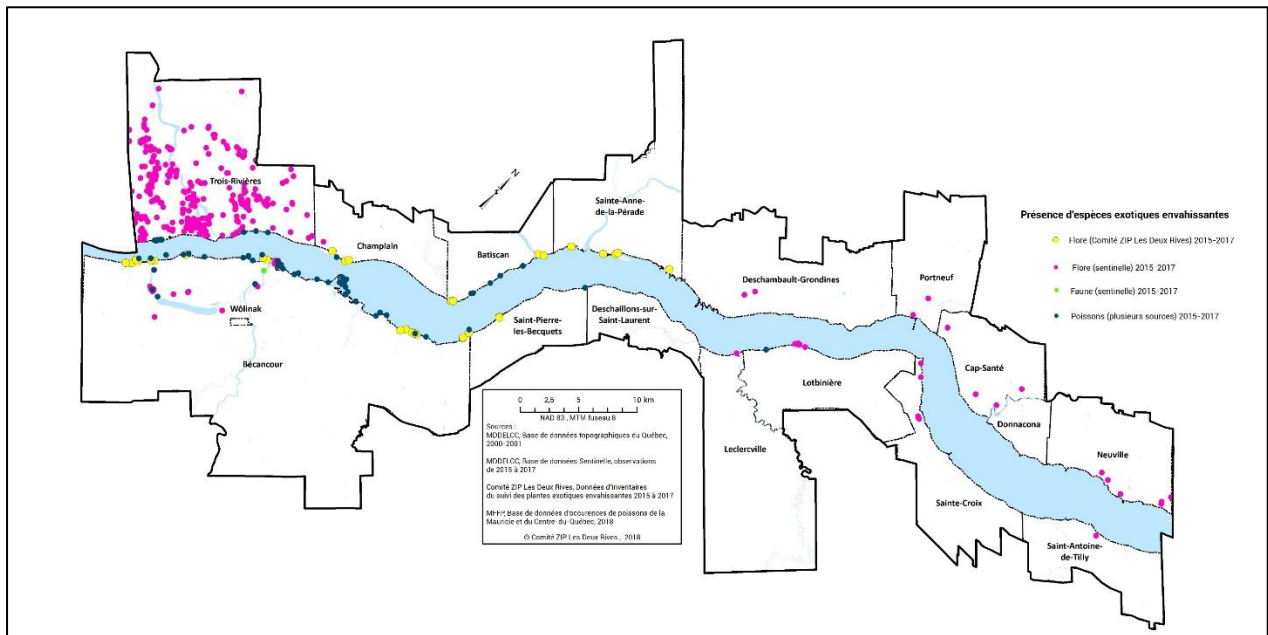 Trois-Rivières
Champlain
Batiscan
Sainte-Anne-
de-la-Pérade
N
Deschambault-Grondines
Portneuf
Présence d'espèces exotiques envahissantes
Flore (Comité ZIP Les Deux Rives) 2015-2017
Flore (sentinelle) 2015-2017
Faune (sentinelle) 2015-2017
Poissons (plusieurs sources) 2015-2017
Wôlinak
Bécancour
Saint-Pierre-
les-Becquets
Deschaillons-sur-
Saint-Laurent
Leclercville
Lotbinière
Cap-Santé
Donnacona
Neuville
Sainte-Croix
Saint-Antoine-
de-Tilly
0 2,5 5 10 km
NAD 83 , MTM fuseau 8
Sources :
MDDELCC, Base de données topographiques du Québec,
2000-2001
MDDELCC, Base de données Sentinelle, observations
de 2015 à 2017
Comité ZIP Les Deux Rives, Données d'inventaires
du suivi des plantes exotiques envahissantes 2015 à 2017
MFFP, Base de données d'occurences de poissons de la
Mauricie et du Centre-du-Québec, 2018
© Comité ZIP Les Deux Rives , 2018